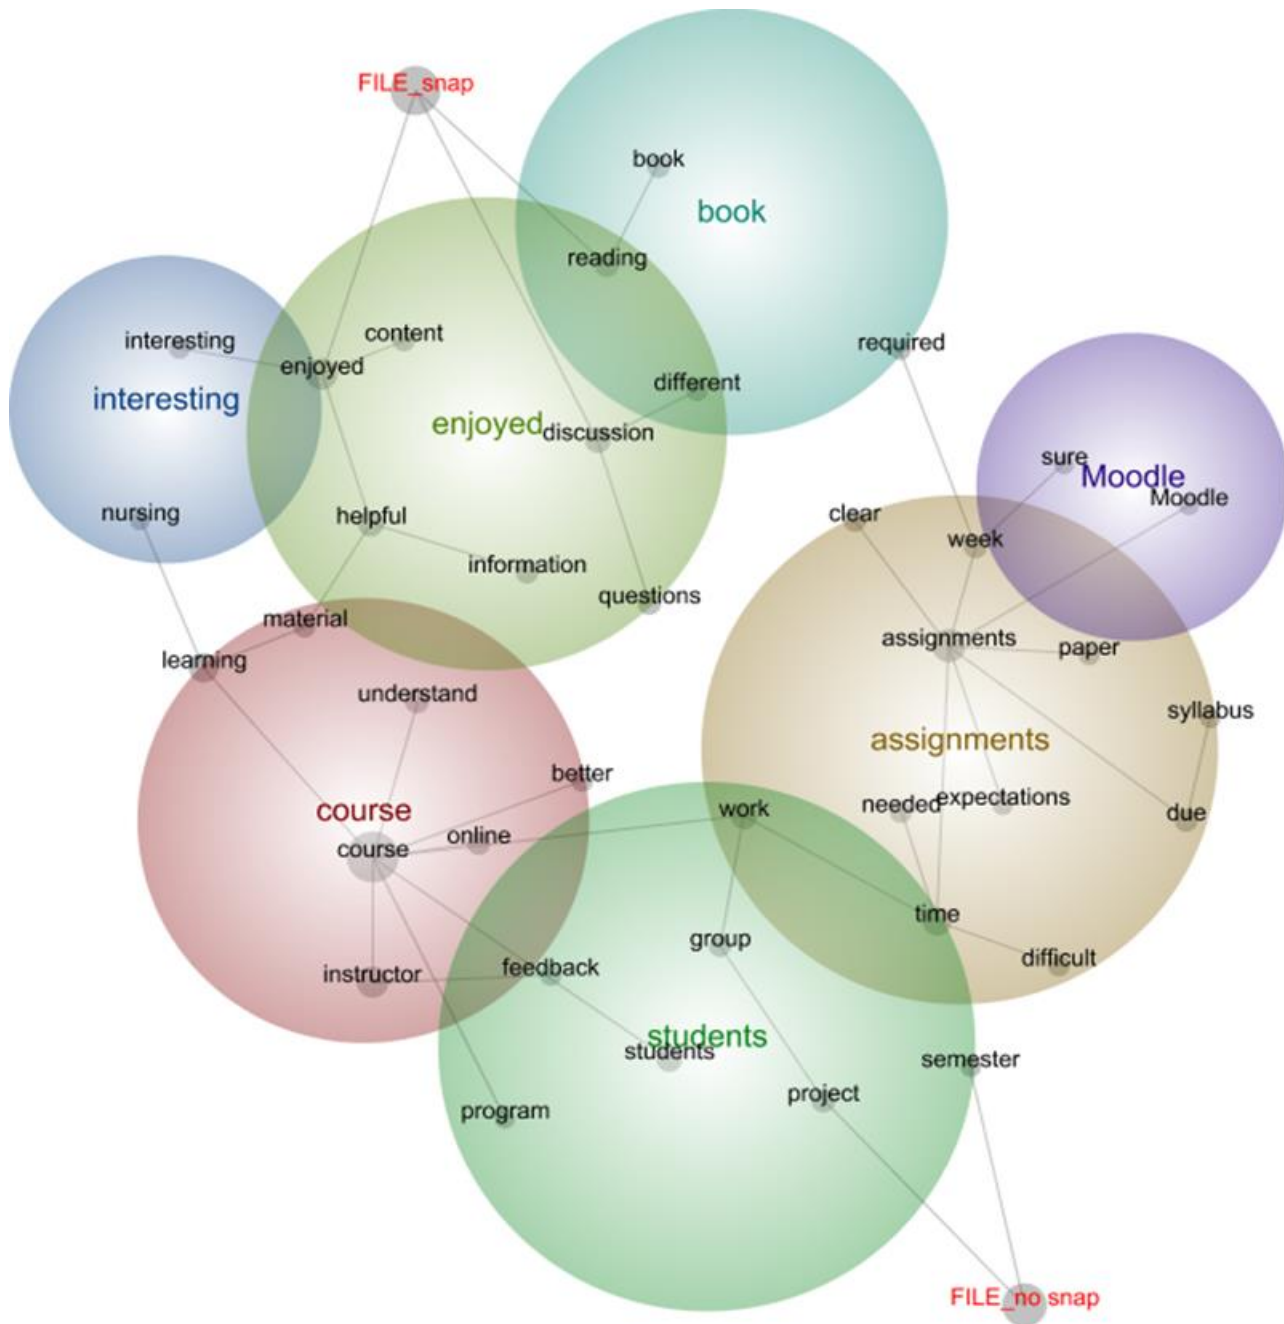 FILE_snap
book
book
reading
interesting
content
enjoyed
required
different
interesting
enjoyed
discussion
sure
Moodle
Moodle
nursing
helpful
clear
week
information
questions
material
learning
assignments
paper
understand
syllabus
assignments
better
course
needed
expectations
work
due
online
course
time
group
difficult
instructor
feedback
students
students
semester
project
program
FILE_no snap